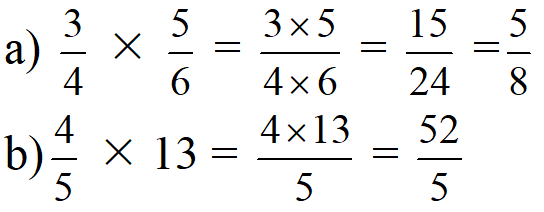 a) 3/4 × 5/6 = 3×5/4×6 = 15/24 = 5/8
b) 4/5 × 13 = 4×13/5 = 52/5